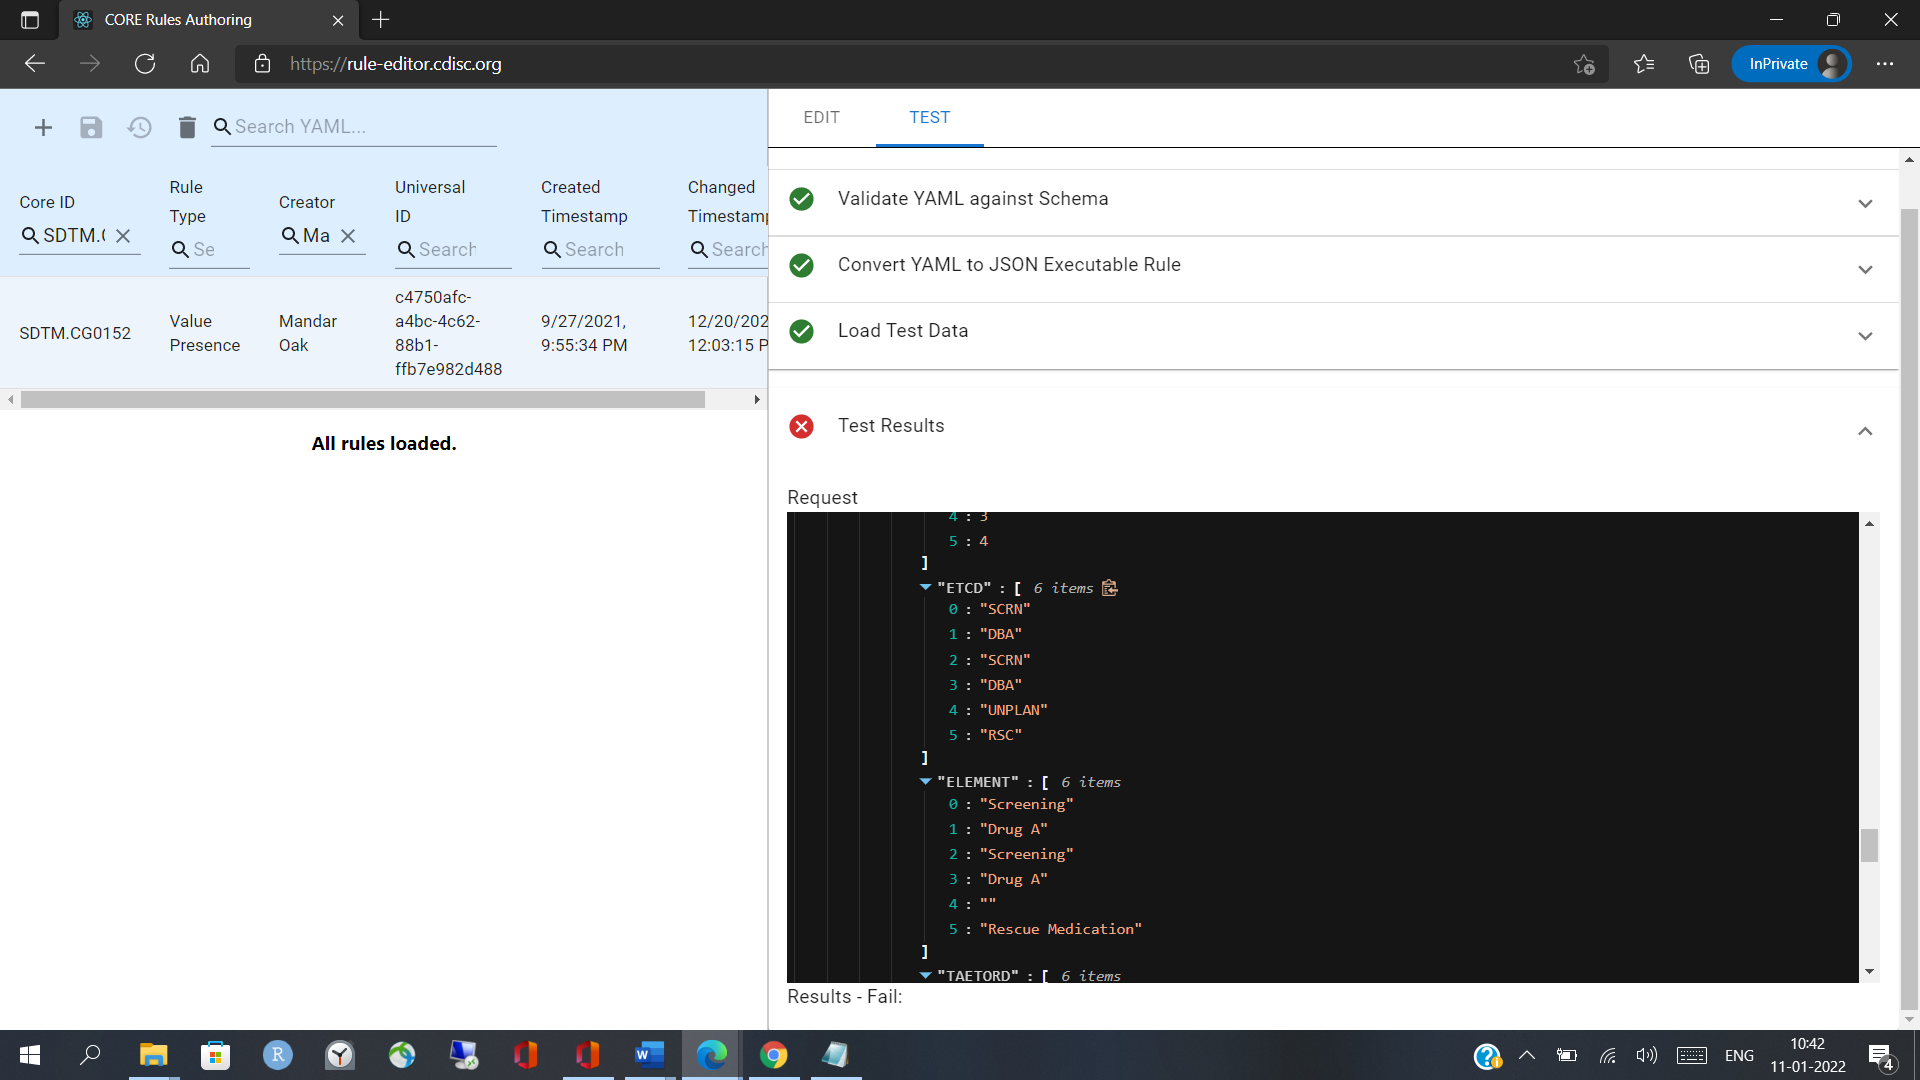 CORE Rules Authoring
https://rule-editor.cdisc.org
InPrivate
Search YAML...
Core ID
SDTM.(
Rule
Type
Se
Creator
Ma
Universal
ID
Search
Created
Timestamp
Search
Changed
Timestamp
Search
SDTM.CG0152
Value
Presence
Mandar
Oak
c4750afc-
a4bc-4c62-
88b1-
ffb7e982d488
9/27/2021,
9:55:34 PM
12/20/202
12:03:15 P
All rules loaded.
EDIT
TEST
Validate YAML against Schema
Convert YAML to JSON Executable Rule
Load Test Data
Test Results
Request
4 : 3
5 : 4
]
"ETCD" : [ 6 items
0 : "SCRN"
1 : "DBA"
2 : "SCRN"
3 : "DBA"
4 : "UNPLAN"
5 : "RSC"
]
"ELEMENT" : [ 6 items
0 : "Screening"
1 : "Drug A"
2 : "Screening"
3 : "Drug A"
4 : ""
5 : "Rescue Medication"
]
"TAETORD" : [ 6 items
Results - Fail:
ENG
10:42
11-01-2022
4